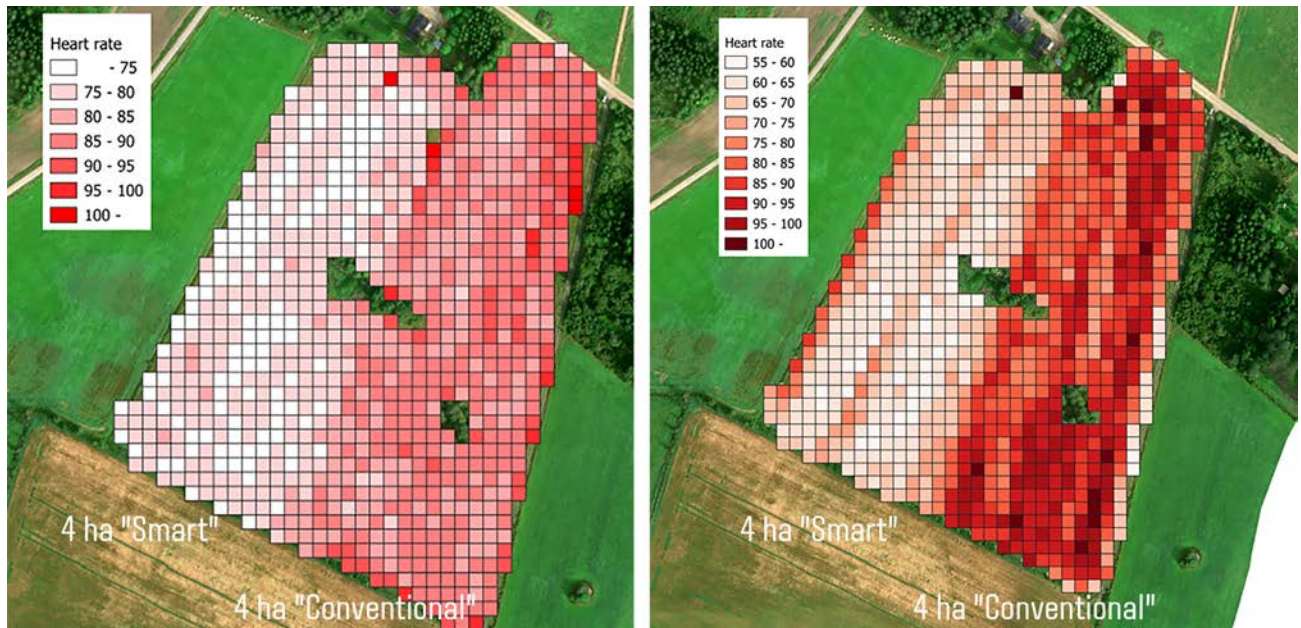 Heart rate
- 75
75 - 80
80 - 85
85 - 90
90 - 95
95 - 100
100 -
4 ha "Smart"
4 ha "Conventional"
Heart rate
55 - 60
60 - 65
65 - 70
70 - 75
75 - 80
80 - 85
85 - 90
90 - 95
95 - 100
100 -
4 ha "Smart"
4 ha "Conventional"